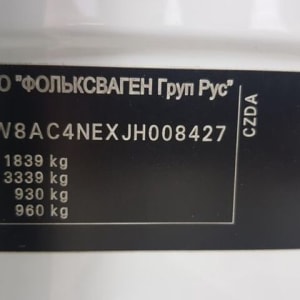 О "ФОЛЬКСВАГЕН Груп Рус"
W8AC4NEXJH008427
1839 kg
3339 kg
930 kg
960 kg
CZDA